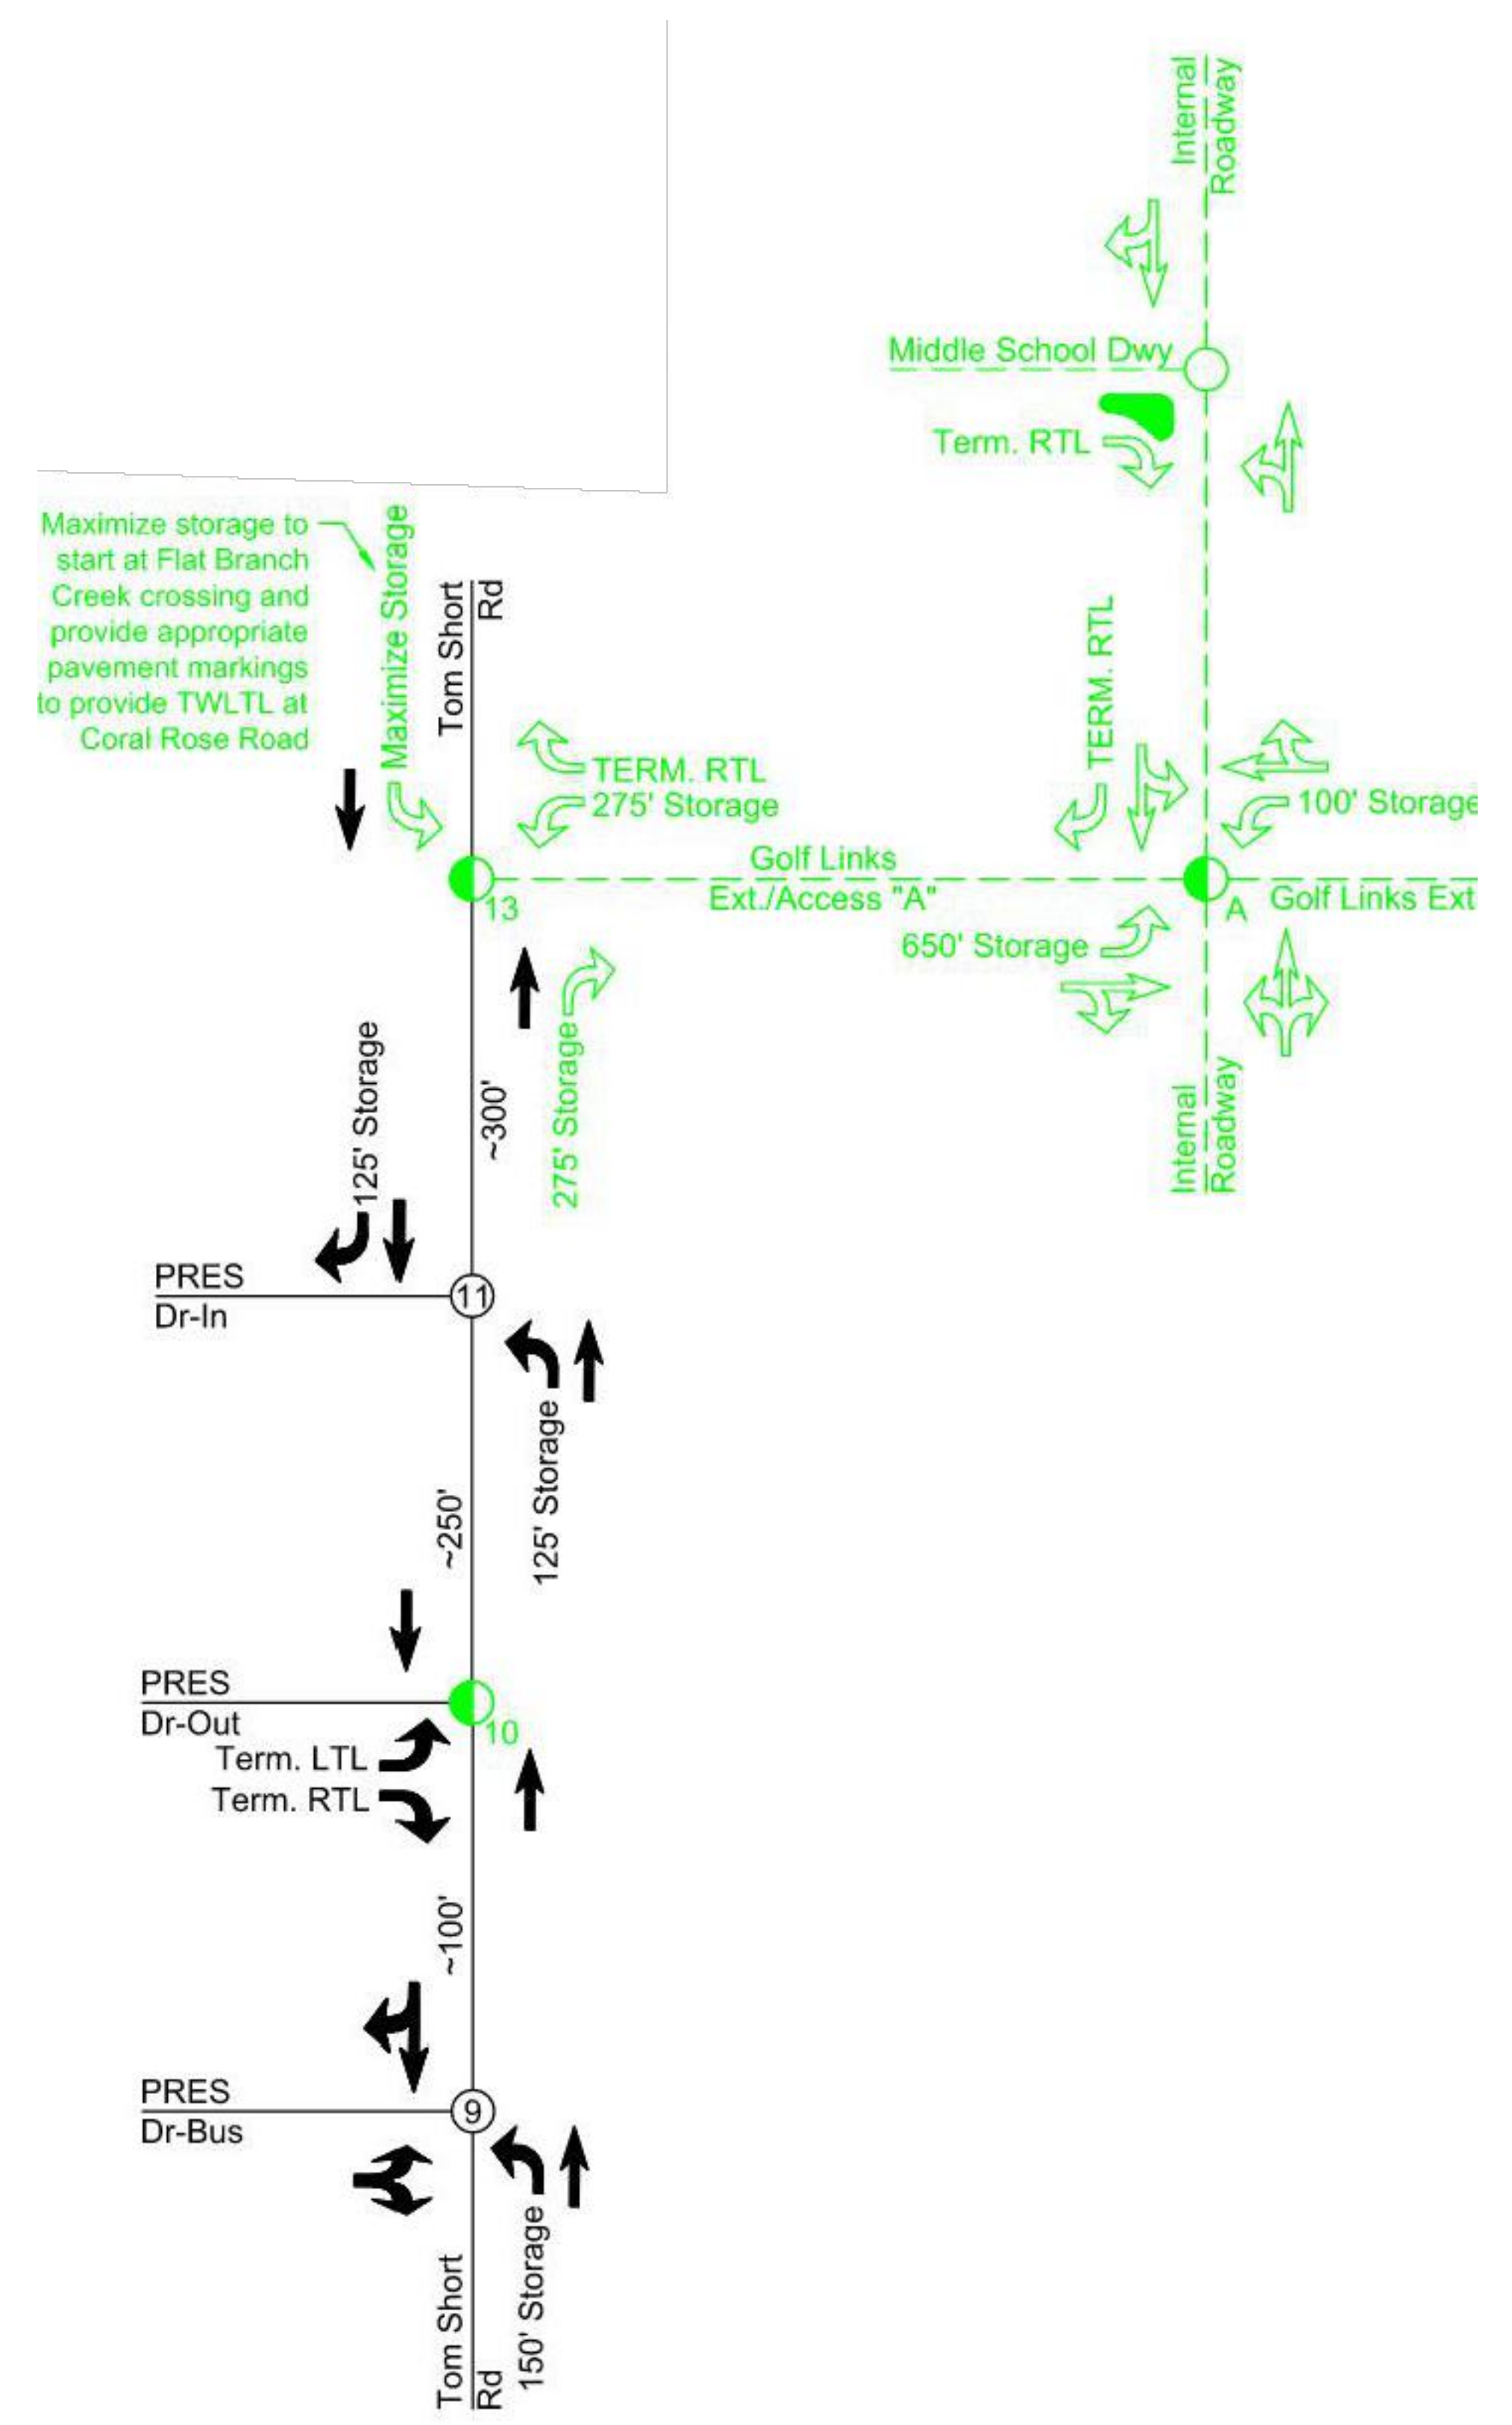 Internal
Roadway
Middle School Dwy
Term. RTL
Maximize storage to
start at Flat Branch
Creek crossing and
provide appropriate
pavement markings
to provide TWLTL at
Coral Rose Road
Maximize Storage
Tom Short
Rd
TERM. RTL
275' Storage
TERM. RTL
100' Storage
Golf Links
Ext./Access "A"
13
A
Golf Links Ext
650' Storage
275' Storage
~300'
125' Storage
Internal
Roadway
PRES
Dr-In
11
125' Storage
~250'
PRES
Dr-Out
10
Term. LTL
Term. RTL
~100'
PRES
Dr-Bus
9
150' Storage
Tom Short
Rd